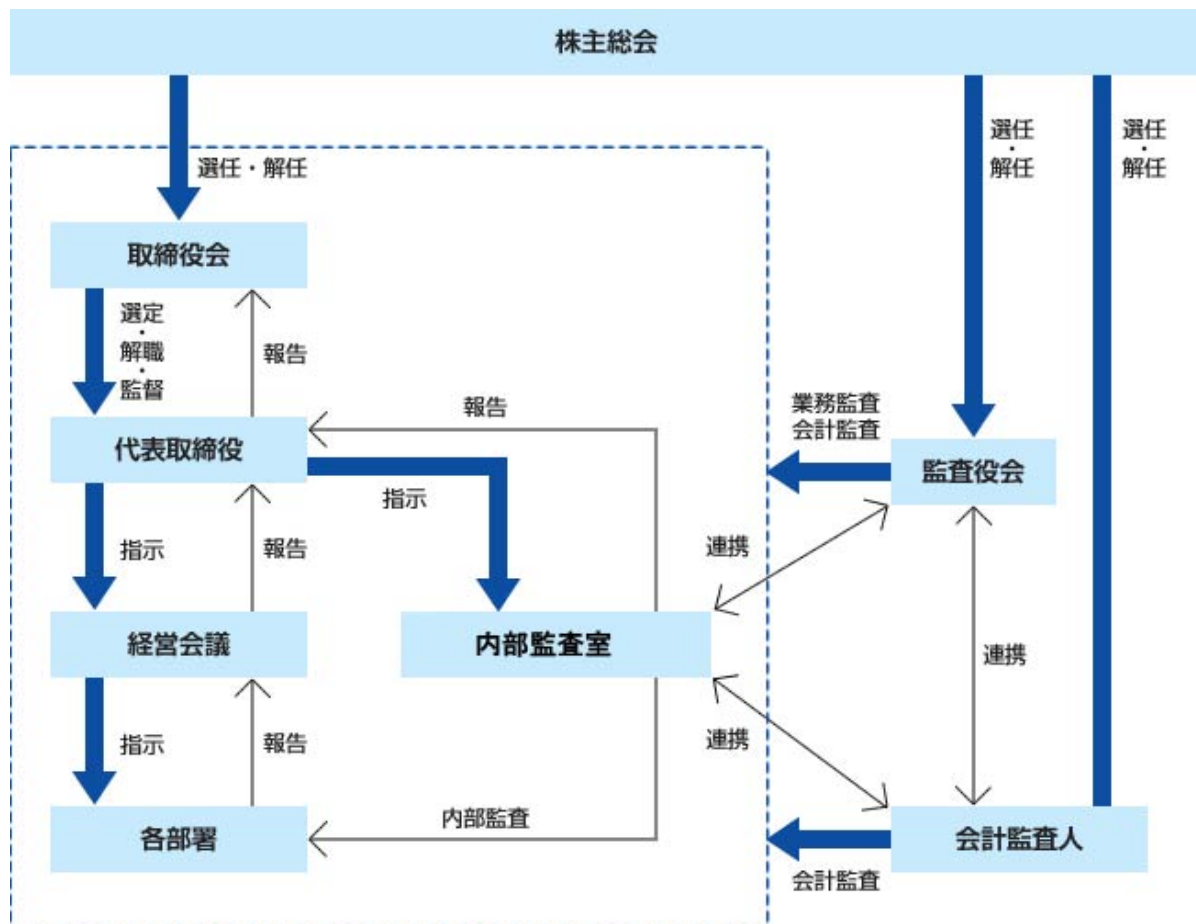 株主総会
選任・解任
選任
・
解任
選任
・
解任
取締役会
選定
・
解職
・
監督
報告
報告
業務監査
会計監査
代表取締役
監査役会
指示
指示
報告
連携
経営会議
内部監査室
連携
指示
報告
連携
内部監査
各部署
会計監査人
会計監査